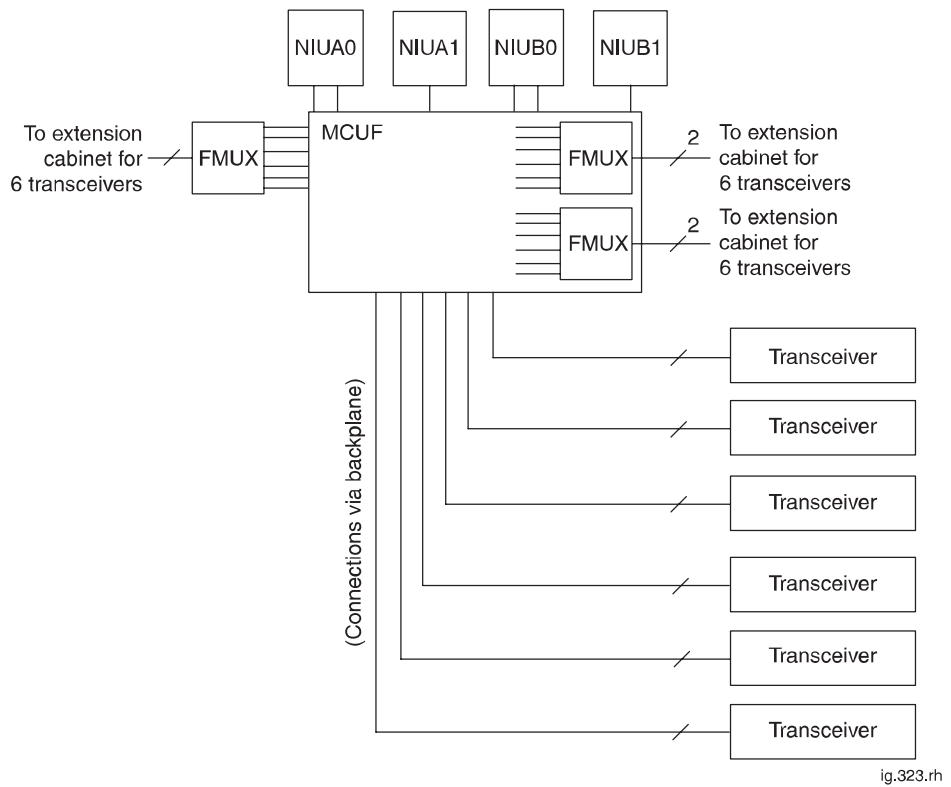 NIUA0
NIUA1
NIUB0
NIUB1
To extension
cabinet for
6 transceivers
FMUX
MCUF
FMUX
2
To extension
cabinet for
6 transceivers
FMUX
2
To extension
cabinet for
6 transceivers
(Connections via backplane)
Transceiver
Transceiver
Transceiver
Transceiver
Transceiver
Transceiver
ig.323.rh